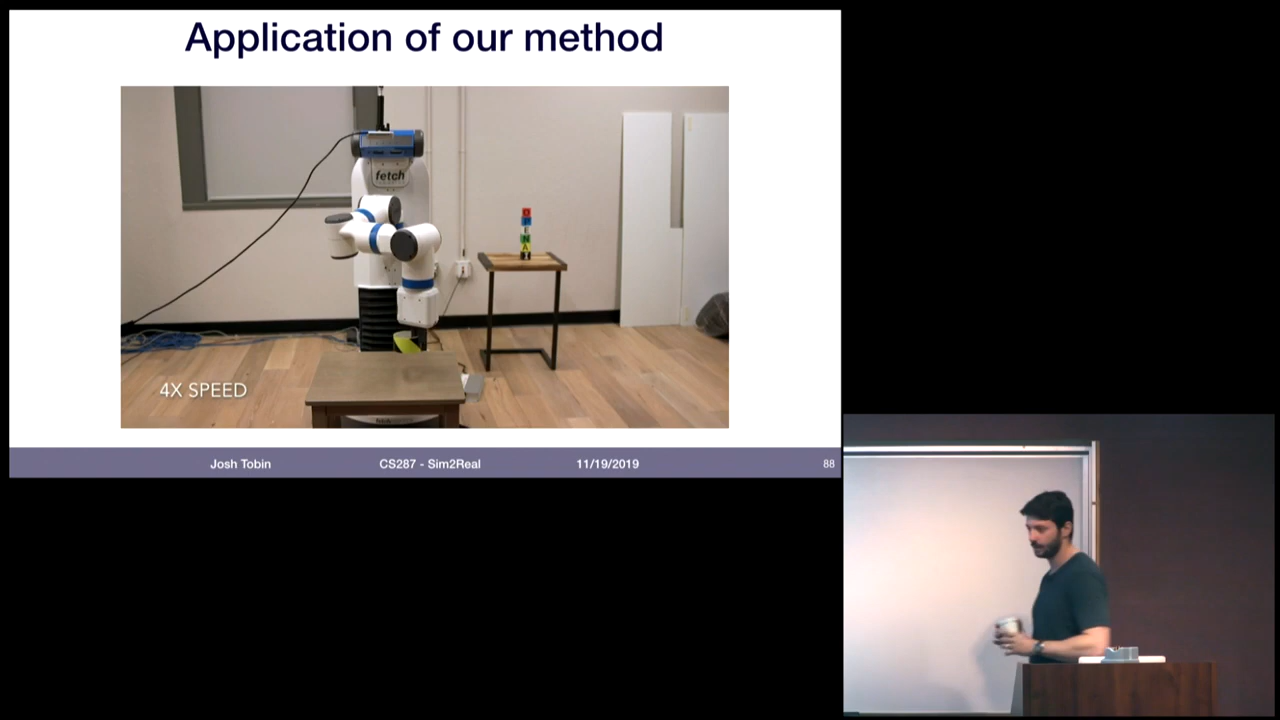 Application of our method
fetch
4X SPEED
Josh Tobin
CS287 - Sim2Real
11/19/2019
88